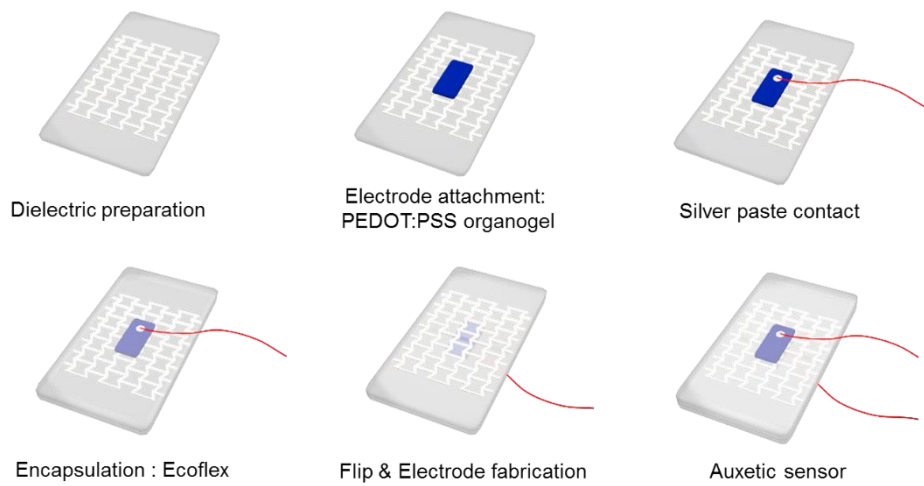 Dielectric preparation
Electrode attachment:
PEDOT:PSS organogel
Silver paste contact
Encapsulation : Ecoflex
Flip & Electrode fabrication
Auxetic sensor